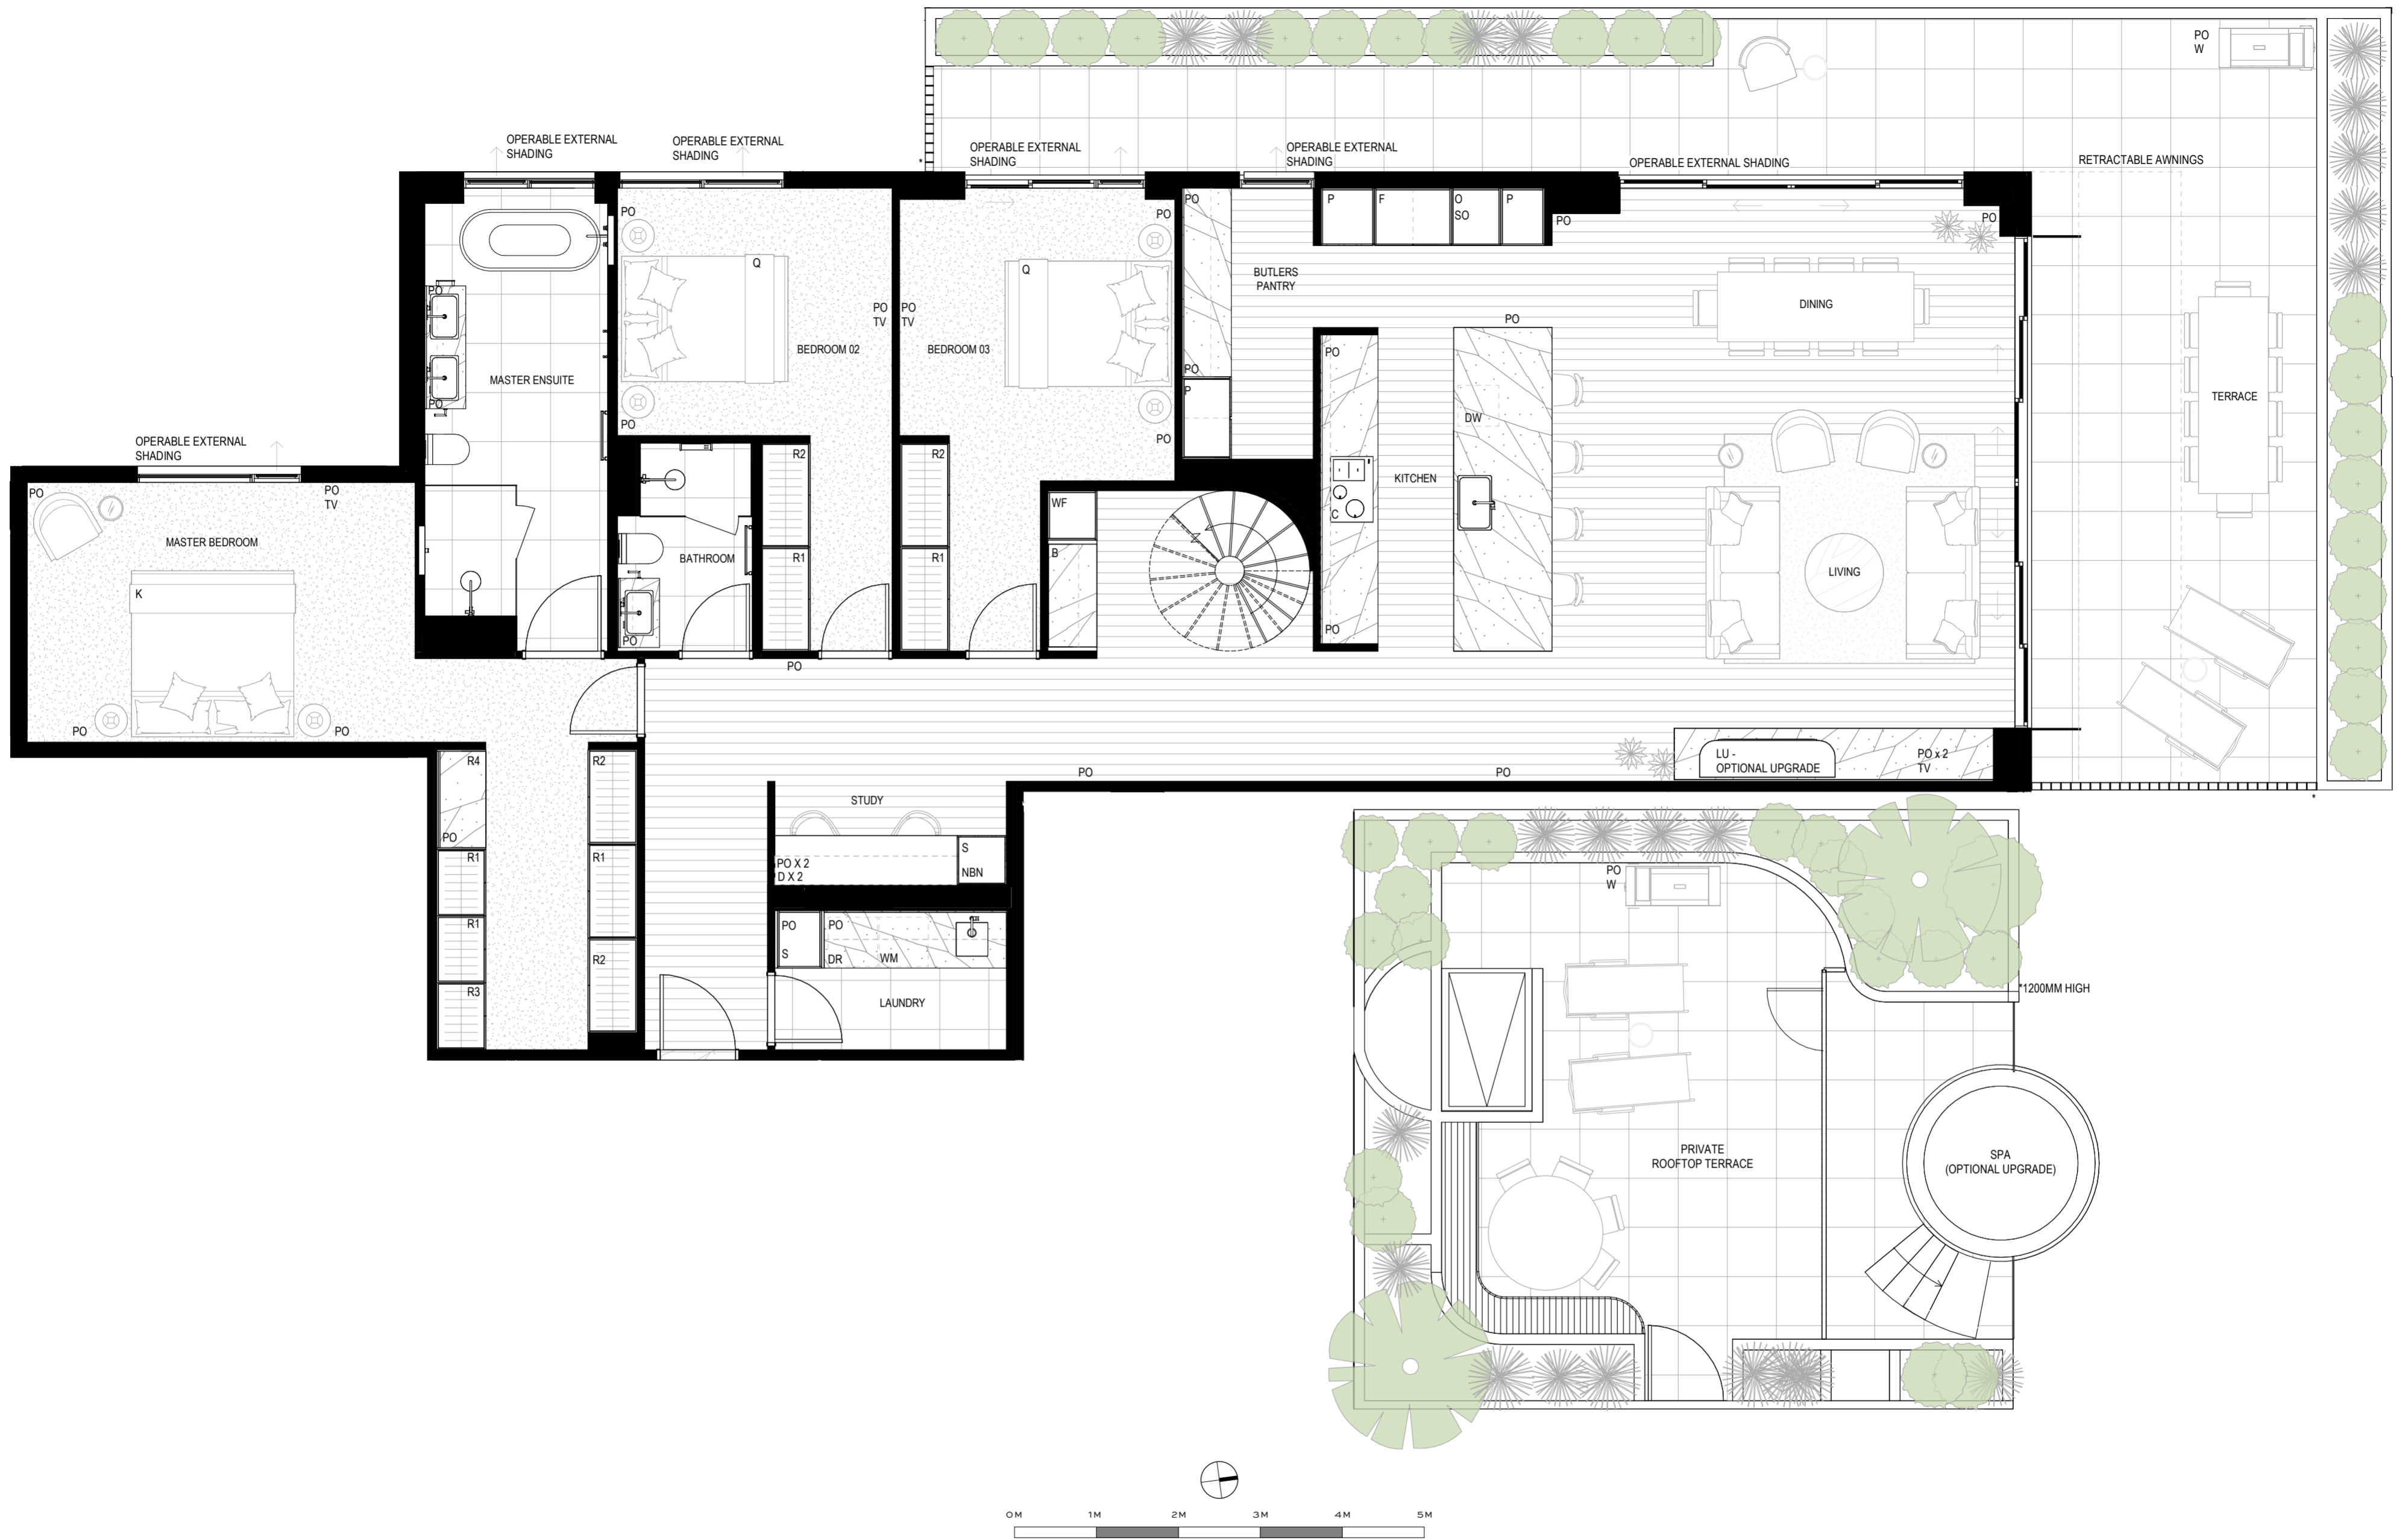 PO
W
OPERABLE EXTERNAL
SHADING
OPERABLE EXTERNAL
SHADING
OPERABLE EXTERNAL
SHADING
OPERABLE EXTERNAL
SHADING
OPERABLE EXTERNAL SHADING
RETRACTABLE AWNINGS
*
PO
PO
PO
P
F
O
SO
P
PO
PO
Q
Q
BUTLERS
PANTRY
PO
PO
TV
PO
TV
DINING
PO
BEDROOM 02
BEDROOM 03
PO
MASTER ENSUITE
PO
P
TERRACE
PO
PO
PO
DW
OPERABLE EXTERNAL
SHADING
R2
R2
KITCHEN
PO
PO
TV
WF
C
MASTER BEDROOM
B
BATHROOM
R1
R1
LIVING
K
PO
PO
PO
PO
PO
R4
R2
LU -
OPTIONAL UPGRADE
PO x 2
TV
PO
PO
*
STUDY
PO
S
NBN
PO X 2
D X 2
R1
R1
PO
W
R1
PO
S
PO
DR
WM
R2
R3
LAUNDRY
*1200MM HIGH
PRIVATE
ROOFTOP TERRACE
SPA
(OPTIONAL UPGRADE)
0M
1M
2M
3M
4M
5M